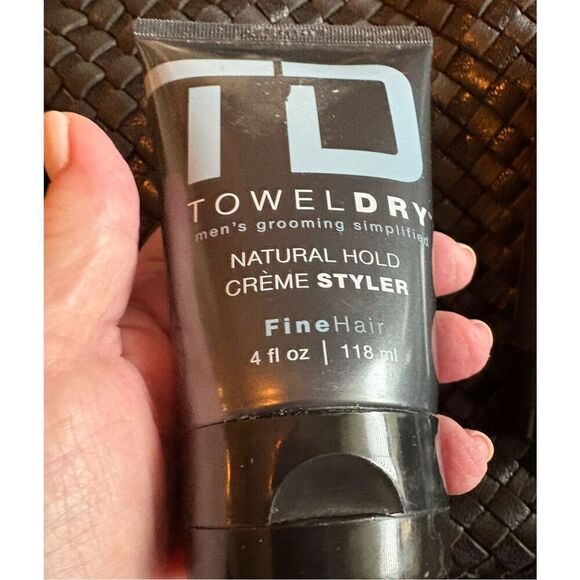 TD
TOWELDRY
men's grooming simplified
NATURAL HOLD
CRÈME STYLER
FineHair
4 fl oz | 118 ml